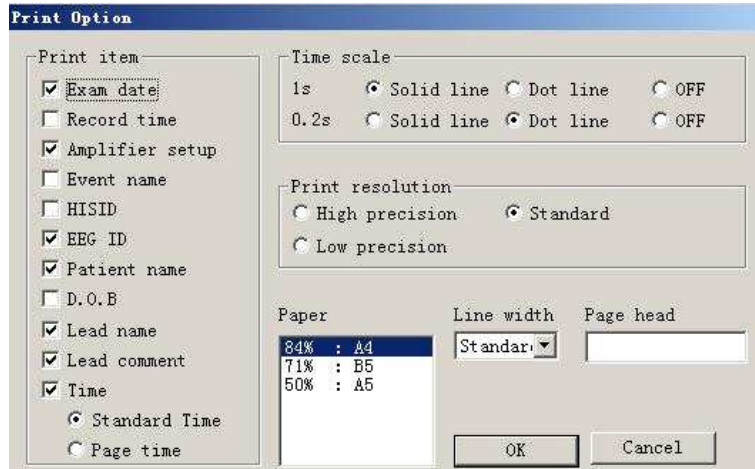 Print Option
Print item
Exam date
Record time
Amplifier setup
Event name
HISID
EEG ID
Patient name
D.O.B
Lead name
Lead comment
Time
Standard Time
Page time
Time scale
1s Solid line Dot line OFF
0.2s Solid line Dot line OFF
Print resolution
High precision Standard
Low precision
Paper
84% : A4
71% : B5
50% : A5
Line width
Standar
Page head
OK Cancel